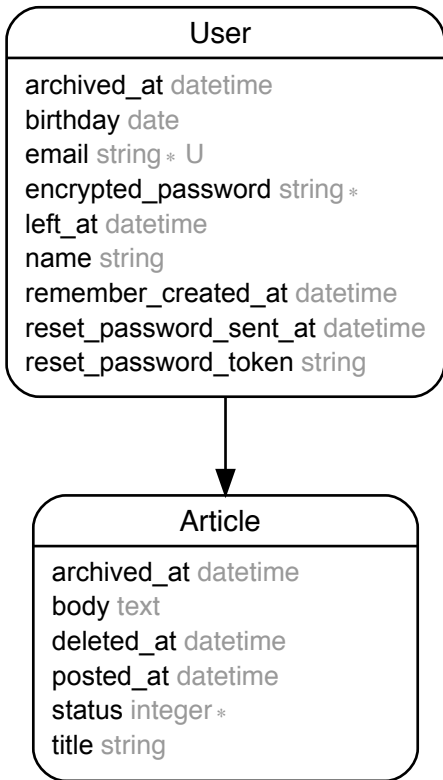 User
archived_at datetime
birthday date
email string∗ U
encrypted_password string∗
left_at datetime
name string
remember_created_at datetime
reset_password_sent_at datetime
reset_password_token string
Article
archived_at datetime
body text
deleted_at datetime
posted_at datetime
status integer∗
title string